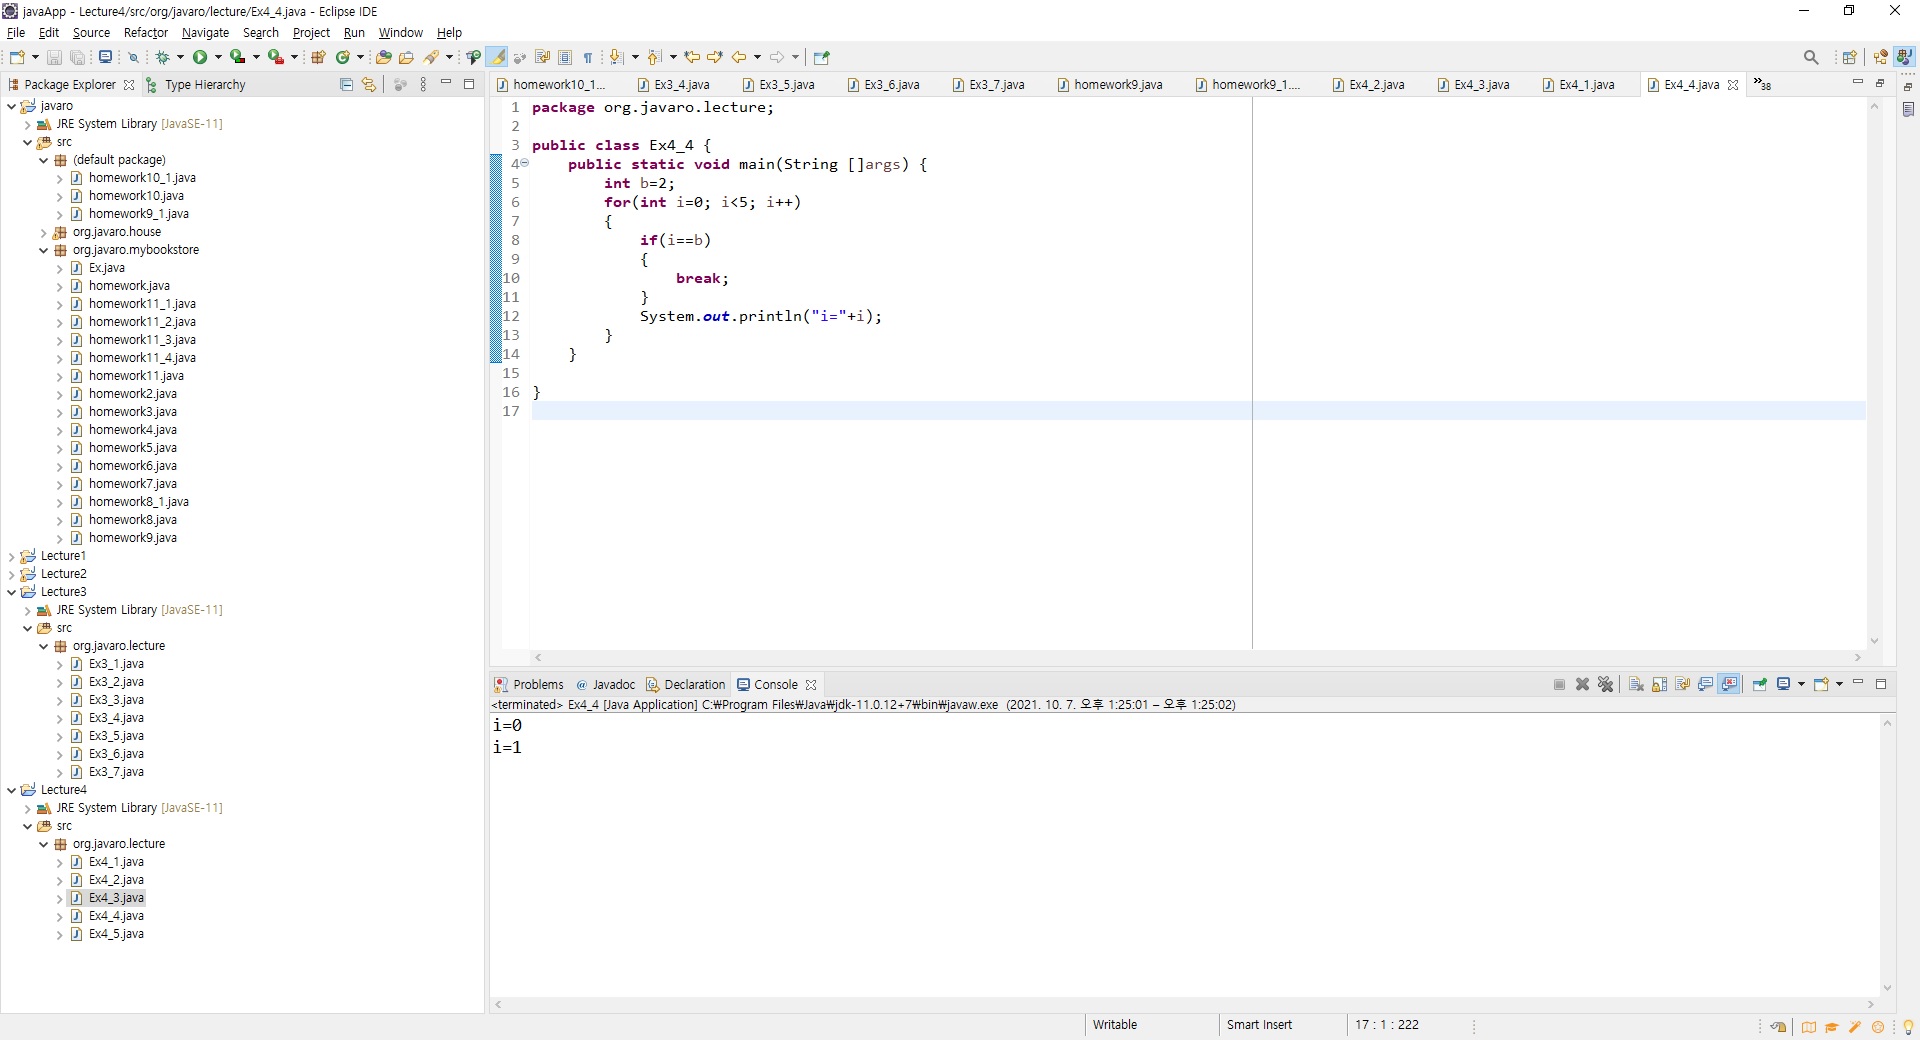 javaApp - Lecture4/src/org/javaro/lecture/Ex4_4.java - Eclipse IDE
File Edit Source Refactor Navigate Search Project Run Window Help
Package Explorer Type Hierarchy
javaro
JRE System Library [JavaSE-11]
src
(default package)
homework10_1.java
homework10.java
homework9_1.java
org.javaro.house
org.javaro.mybookstore
Ex.java
homework.java
homework11_1.java
homework11_2.java
homework11_3.java
homework11_4.java
homework11.java
homework2.java
homework3.java
homework4.java
homework5.java
homework6.java
homework7.java
homework8_1.java
homework8.java
homework9.java
Lecture1
Lecture2
Lecture3
JRE System Library [JavaSE-11]
src
org.javaro.lecture
Ex3_1.java
Ex3_2.java
Ex3_3.java
Ex3_4.java
Ex3_5.java
Ex3_6.java
Ex3_7.java
Lecture4
JRE System Library [JavaSE-11]
src
org.javaro.lecture
Ex4_1.java
Ex4_2.java
Ex4_3.java
Ex4_4.java
Ex4_5.java
homework10_1... Ex3_4.java Ex3_5.java Ex3_6.java Ex3_7.java homework9.java homework9_1.... Ex4_2.java Ex4_3.java Ex4_1.java Ex4_4.java »38
1 package org.javaro.lecture;
2
3 public class Ex4_4 {
4 public static void main(String []args) {
5 int b=2;
6 for(int i=0; i<5; i++)
7 {
8 if(i==b)
9 {
10 break;
11 }
12 System.out.println("i="+i);
13 }
14 }
15
16 }
17
Problems @ Javadoc Declaration Console
<terminated> Ex4_4 [Java Application] C:₩Program Files₩Java₩jdk-11.0.12+7₩bin₩javaw.exe (2021. 10. 7. 오후 1:25:01 – 오후 1:25:02)
i=0
i=1
Writable Smart Insert 17 : 1 : 222